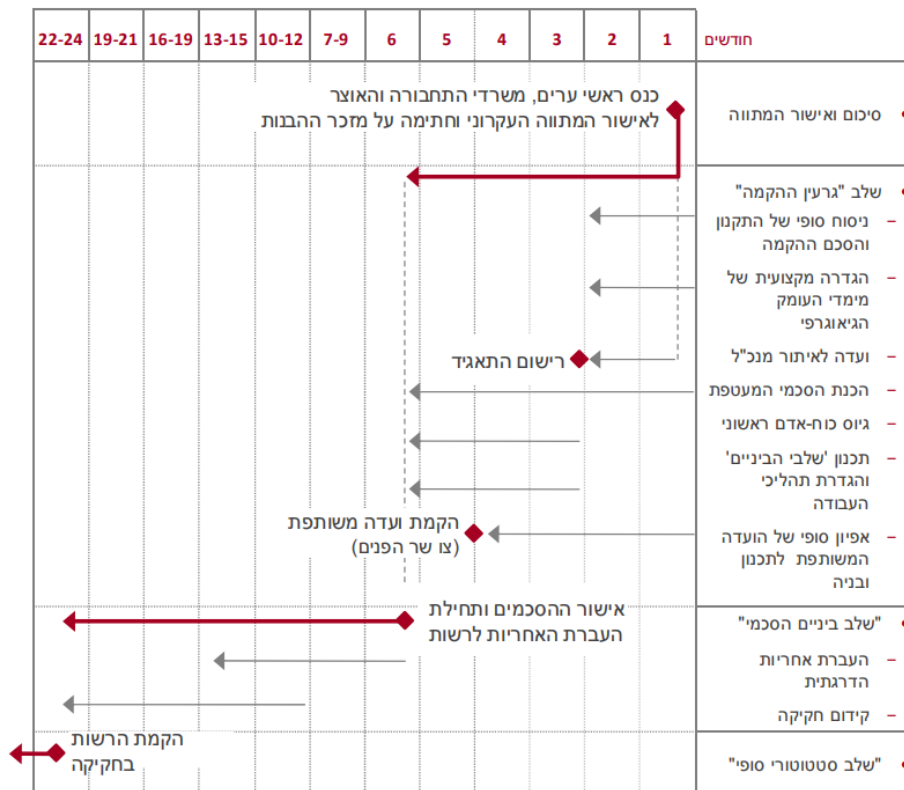 חודשים 1 2 3 4 5 6 7-9 10-12 13-15 16-19 19-21 22-24
סיכום ואישור המתווה
כנס ראשי ערים, משרדי התחבורה והאוצר
לאישור המתווה העקרוני וחתימה על מזכר ההבנות
שלב "גרעין ההקמה"
– ניסוח סופי של התקנון
והסכם ההקמה
– הגדרה מקצועית של
מימדי העומק
הגיאוגרפי
– ועדה לאיתור מנכ"ל
רישום התאגיד
– הכנת הסכמי המעטפת
– גיוס כוח-אדם ראשוני
– תכנון 'שלבי הביניים'
והגדרת תהליכי
העבודה
– אפיון סופי של הועדה
המשותפת לתכנון
ובניה
הקמת ועדה משותפת
(צו שר הפנים)
"שלב ביניים הסכמי"
אישור ההסכמים ותחילת
העברת האחריות לרשות
– העברת אחריות
הדרגתית
– קידום חקיקה
"שלב סטטוטורי סופי"
הקמת הרשות
בחקיקה